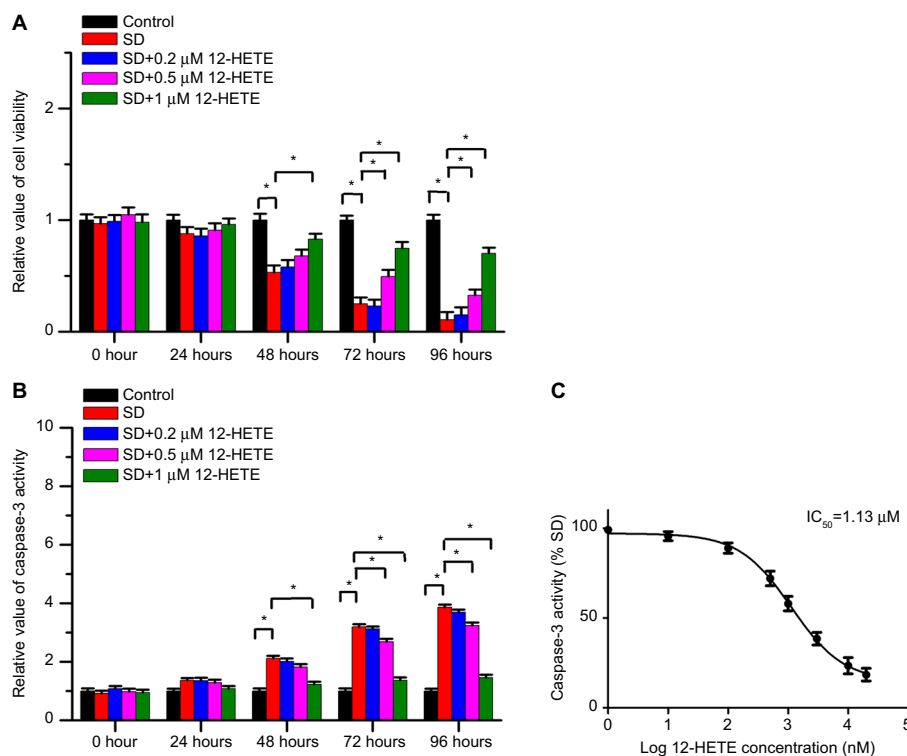 A
Control
SD
SD+0.2 μM 12-HETE
SD+0.5 μM 12-HETE
SD+1 μM 12-HETE
Relative value of cell viability
2
1
0
* * * * * * * *
0 hour 24 hours 48 hours 72 hours 96 hours
B
Control
SD
SD+0.2 μM 12-HETE
SD+0.5 μM 12-HETE
SD+1 μM 12-HETE
Relative value of caspase-3 activity
10
8
6
4
2
0
* * * * * * * *
0 hour 24 hours 48 hours 72 hours 96 hours
C
IC50=1.13 μM
Caspase-3 activity (% SD)
100
50
0
0 1 2 3 4 5
Log 12-HETE concentration (nM)